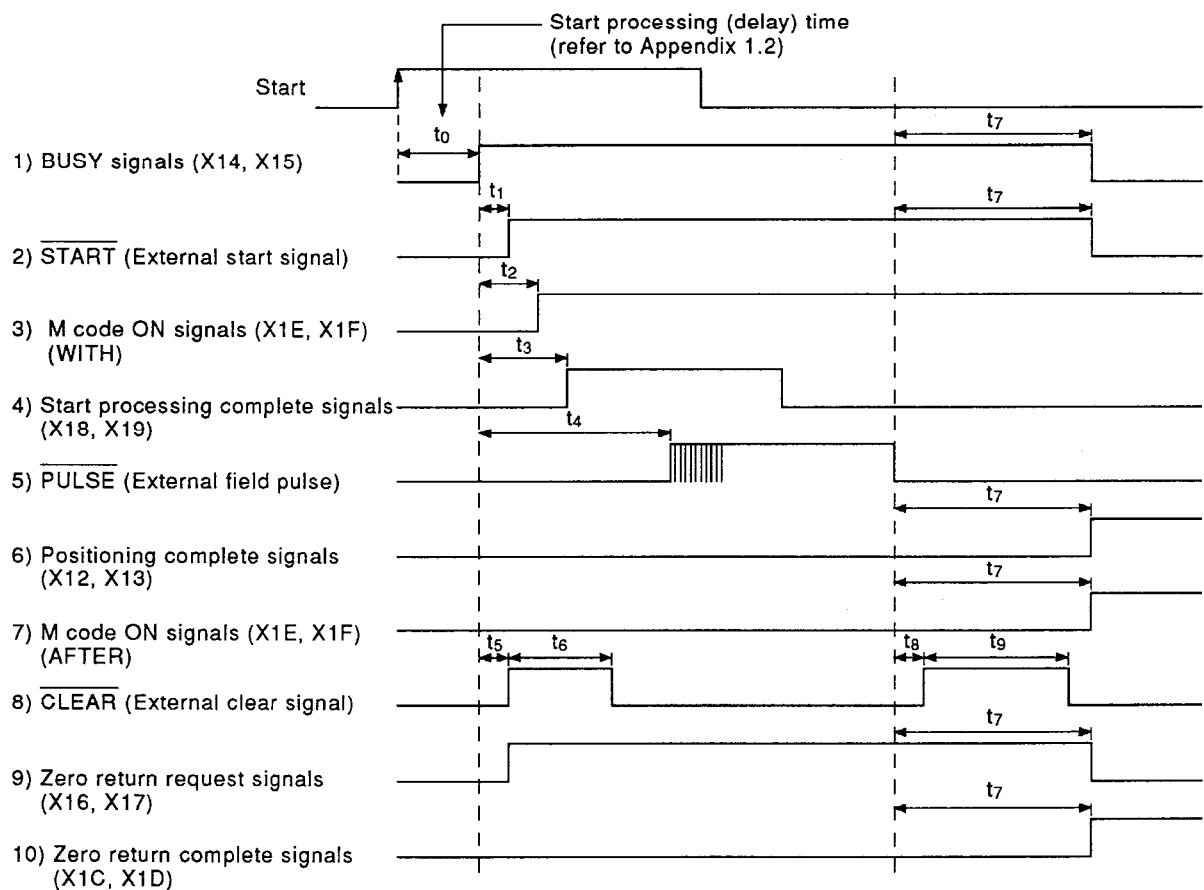 Start processing (delay) time
(refer to Appendix 1.2)
Start
t0
t7
1) BUSY signals (X14, X15)
t1
t7
2) START (External start signal)
t2
3) M code ON signals (X1E, X1F)
(WITH)
t3
4) Start processing complete signals
(X18, X19)
t4
5) PULSE (External field pulse)
t7
6) Positioning complete signals
(X12, X13)
t7
7) M code ON signals (X1E, X1F)
(AFTER)
t5 t6 t8 t9
8) CLEAR (External clear signal)
t7
9) Zero return request signals
(X16, X17)
t7
10) Zero return complete signals
(X1C, X1D)